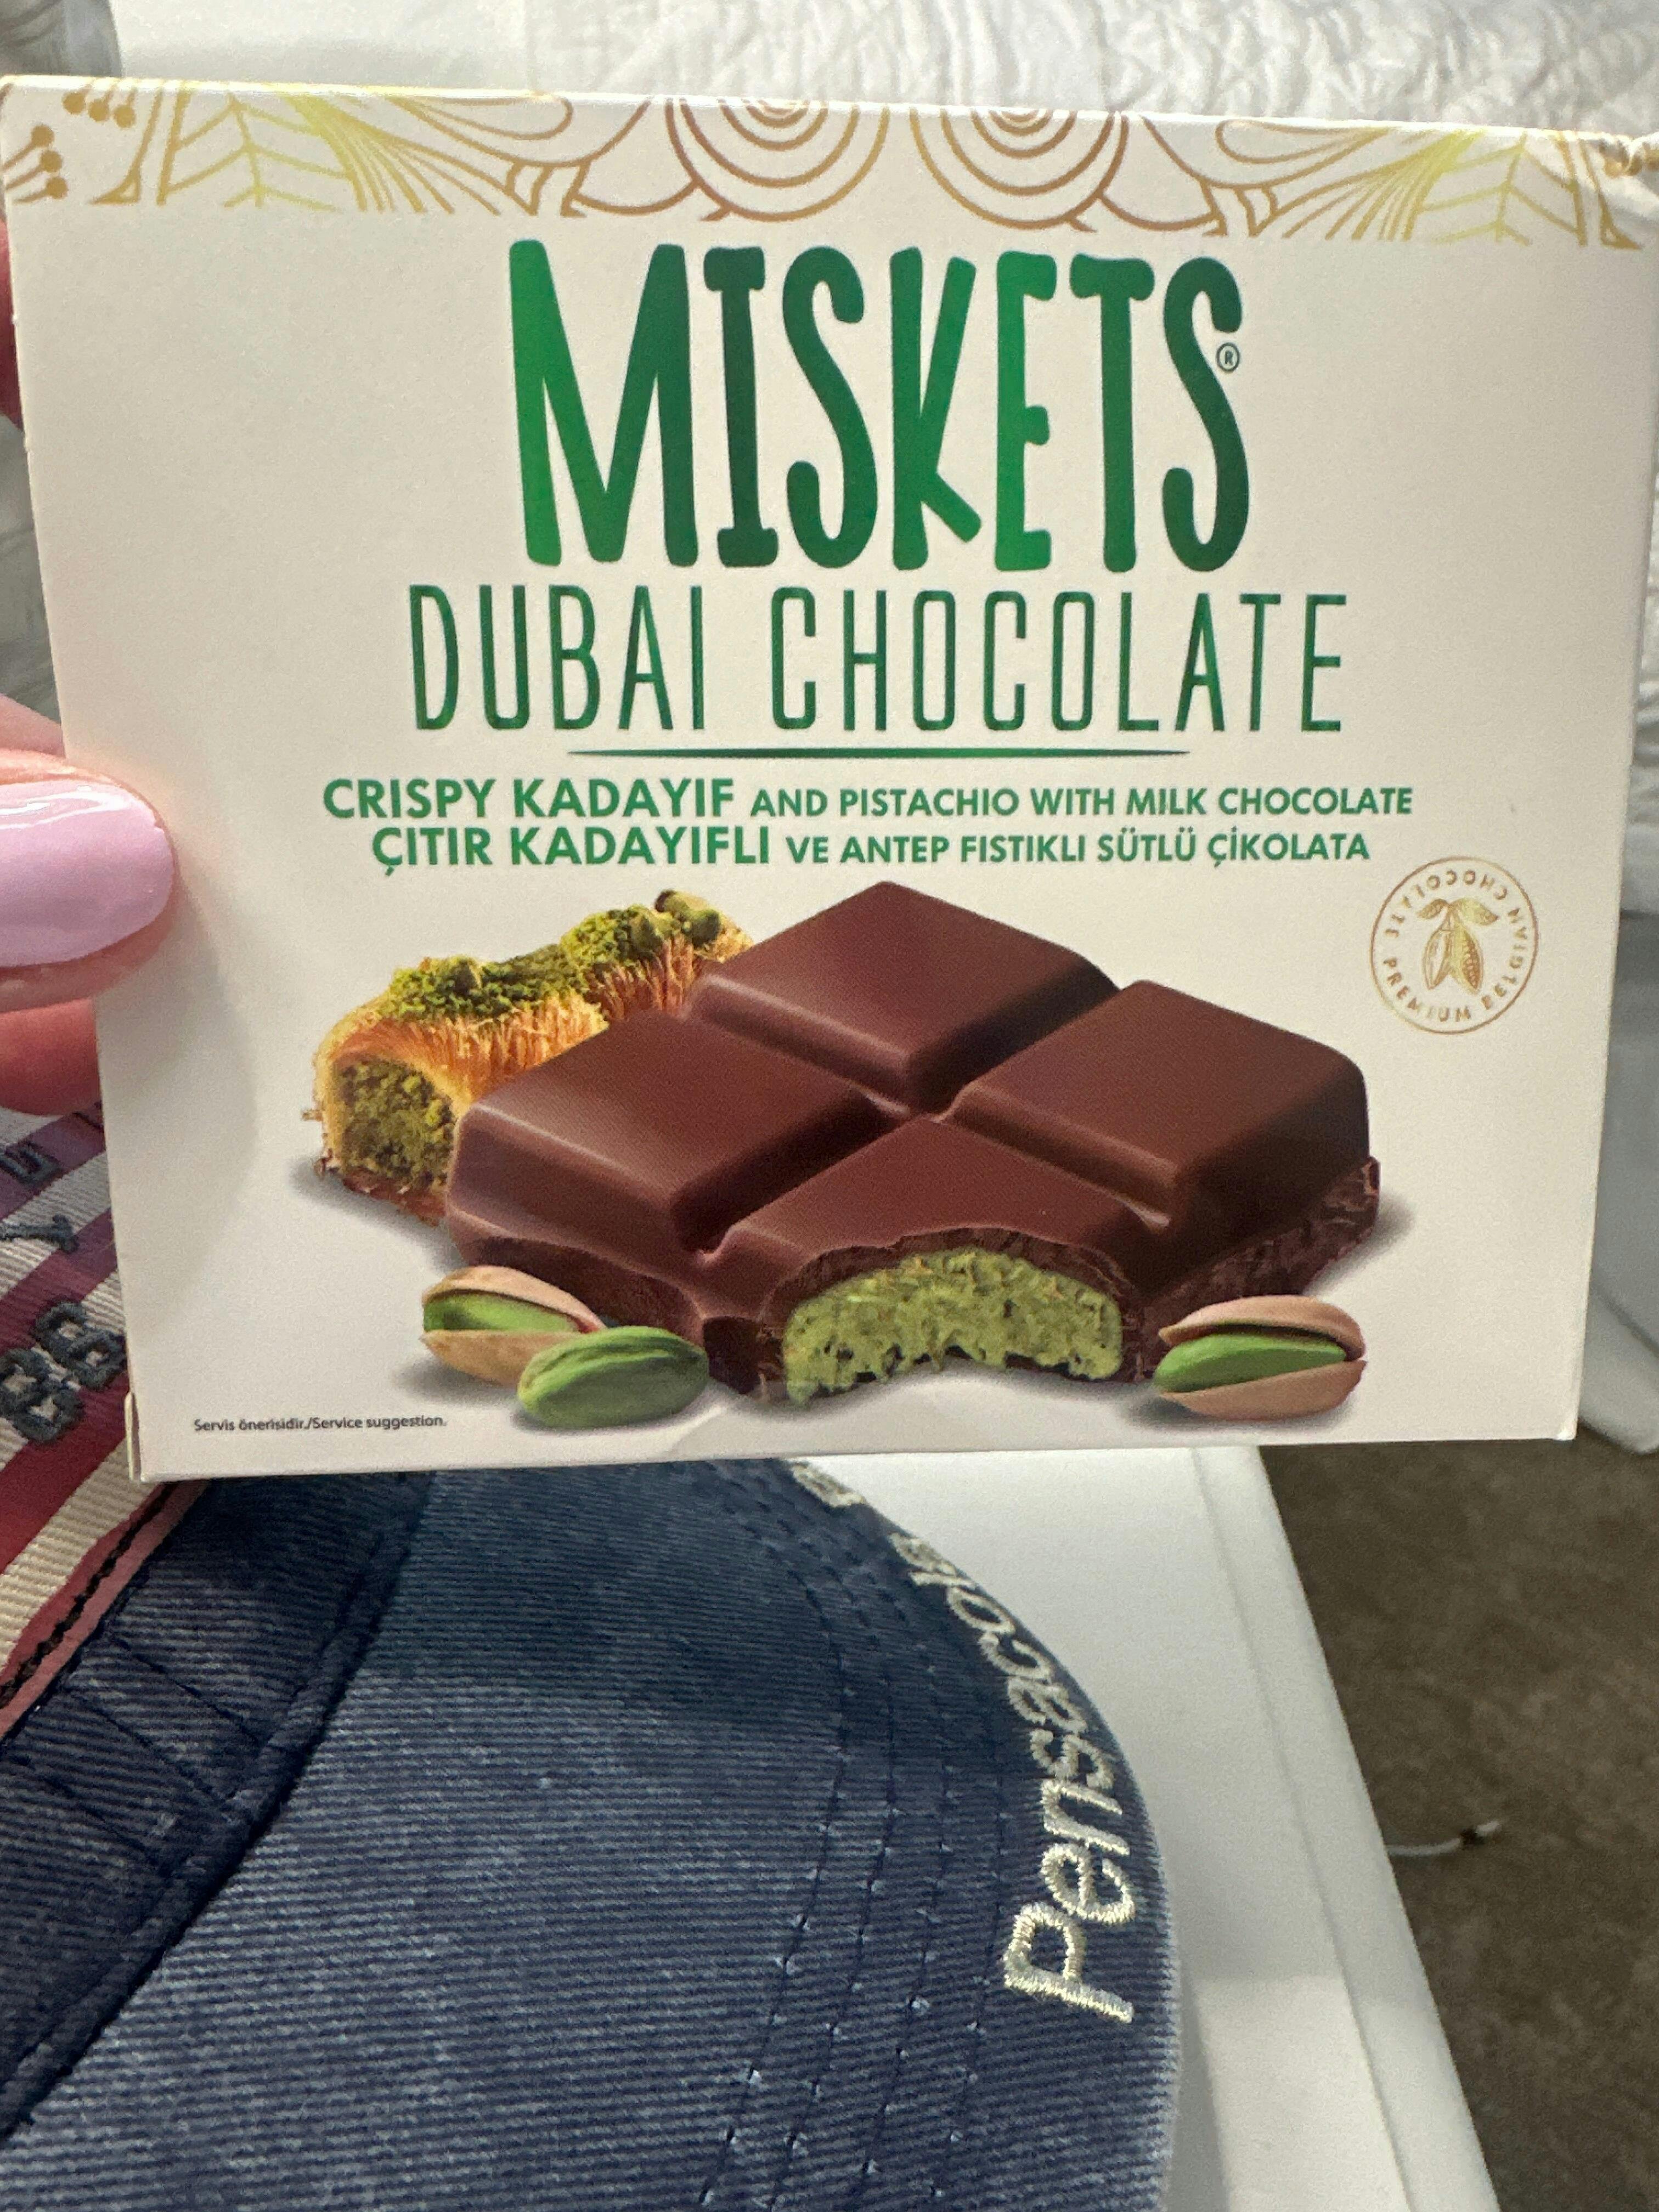 MISKETS®
DUBAI CHOCOLATE
CRISPY KADAYIF AND PISTACHIO WITH MILK CHOCOLATE
ÇITIR KADAYIFLI VE ANTEP FISTIKLI SÜTLÜ ÇİKOLATA
PREMIUM BELGIAN CHOCOLATE
Servis önerisidir./Service suggestion.
Pensacola